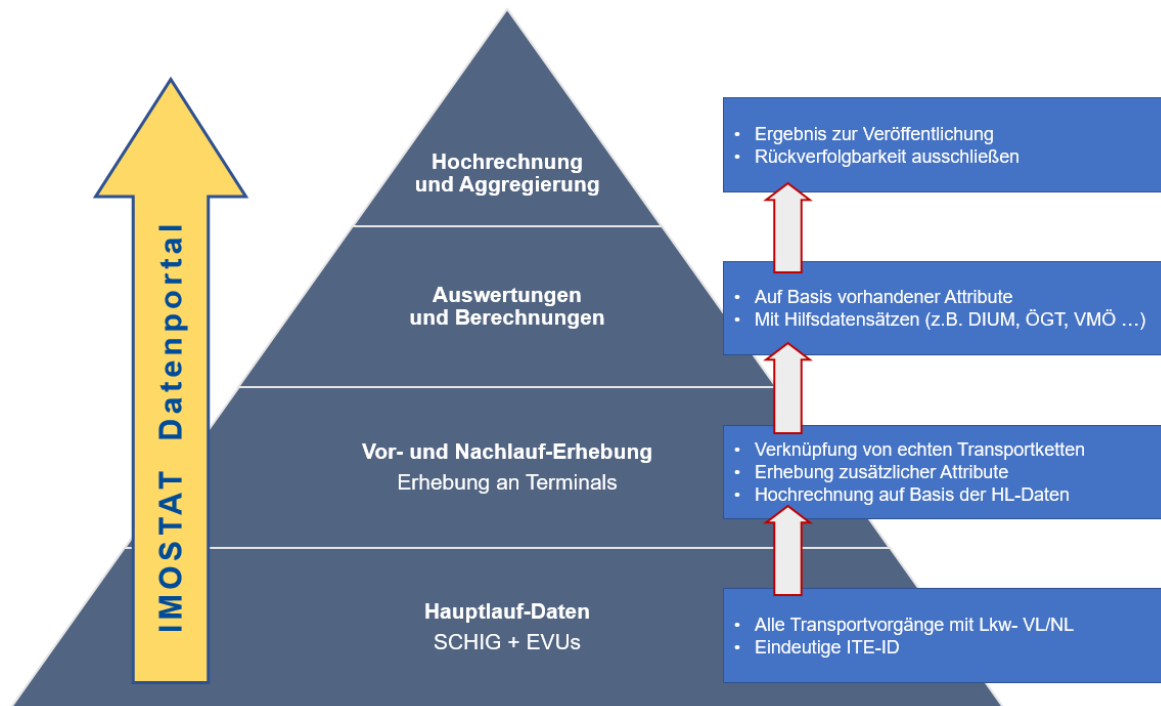 IMOSTAT Datenportal
Hochrechnung
und Aggregierung
• Ergebnis zur Veröffentlichung
• Rückverfolgbarkeit ausschließen
Auswertungen
und Berechnungen
• Auf Basis vorhandener Attribute
• Mit Hilfsdatensätzen (z.B. DIUM, ÖGT, VMÖ ...)
Vor- und Nachlauf-Erhebung
Erhebung an Terminals
• Verknüpfung von echten Transportketten
• Erhebung zusätzlicher Attribute
• Hochrechnung auf Basis der HL-Daten
Hauptlauf-Daten
SCHIG + EVUs
• Alle Transportvorgänge mit Lkw- VL/NL
• Eindeutige ITE-ID